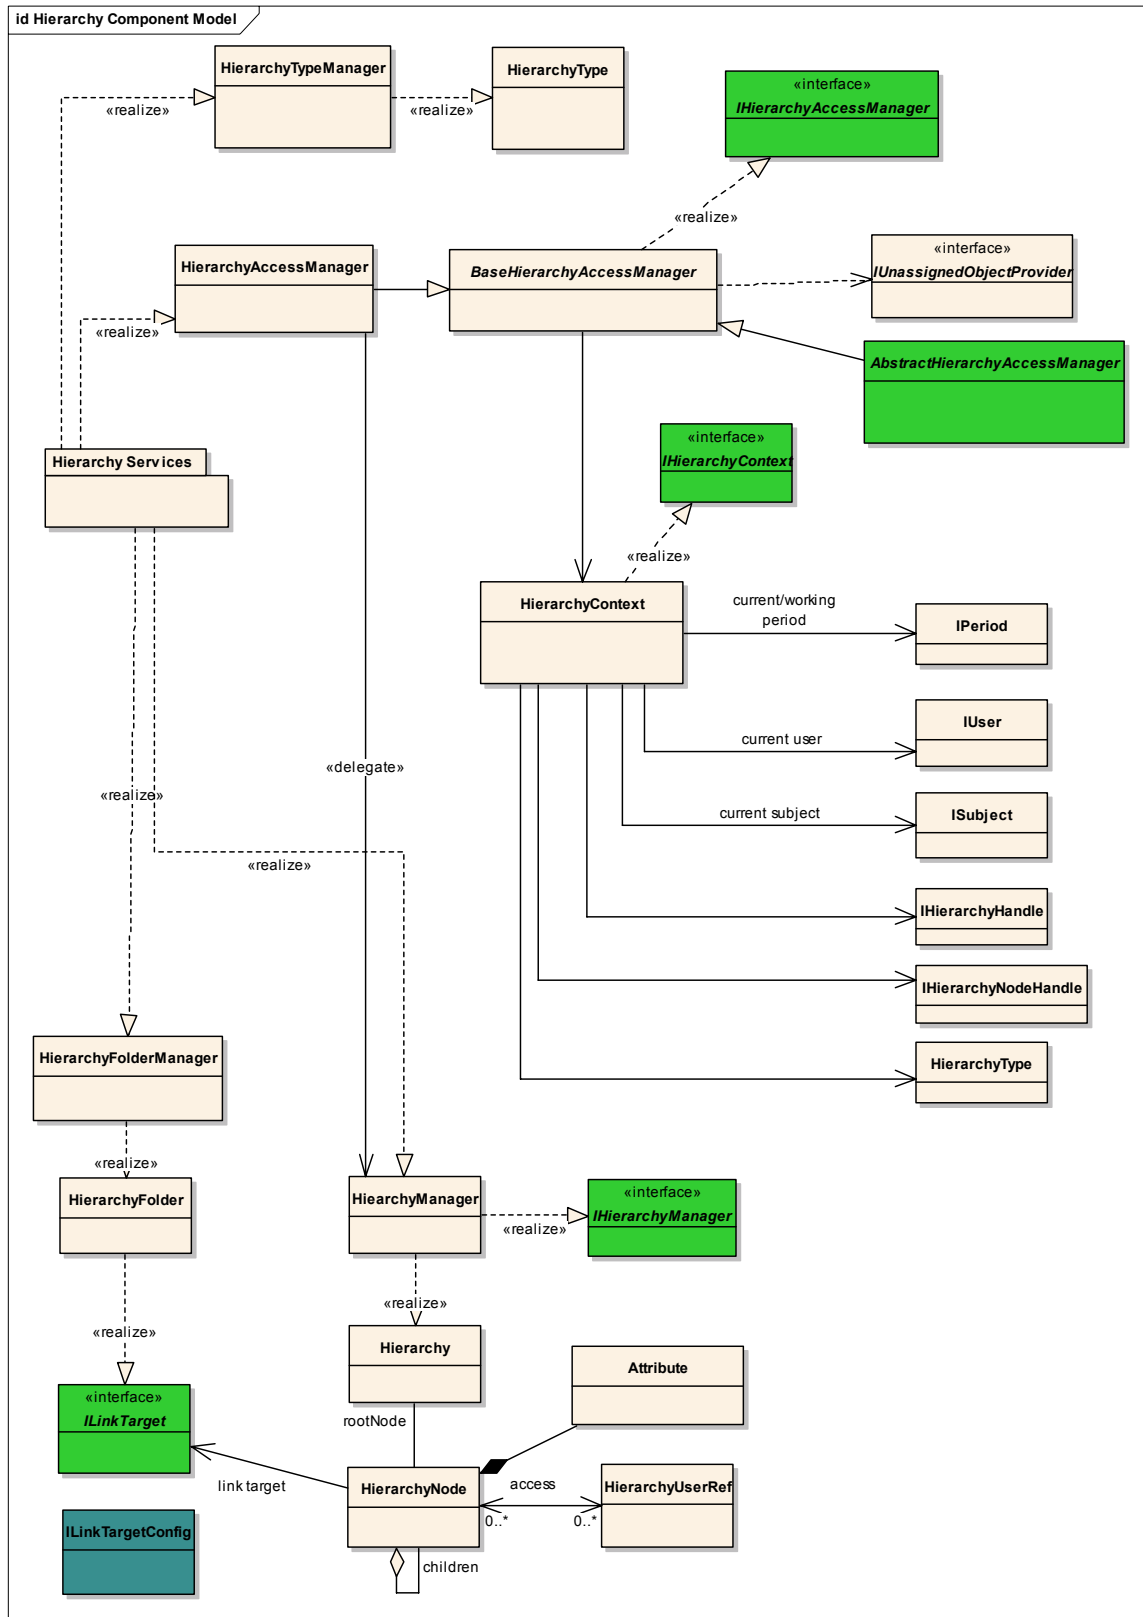 id Hierarchy Component Model
HierarchyTypeManager
HierarchyType
«interface»
IHierarchyAccessManager
«realize»
«realize»
«realize»
HierarchyAccessManager
BaseHierarchyAccessManager
«interface»
IUnassignedObjectProvider
«realize»
AbstractHierarchyAccessManager
«interface»
IHierarchyContext
Hierarchy Services
«realize»
HierarchyContext
current/working
period
IPeriod
IUser
current user
«delegate»
«realize»
current subject
ISubject
«realize»
IHierarchyHandle
IHierarchyNodeHandle
HierarchyFolderManager
HierarchyType
«realize»
HierarchyFolder
HiearchyManager
«interface»
IHierarchyManager
«realize»
«realize»
«realize»
Hierarchy
Attribute
«interface»
ILinkTarget
rootNode
link target
HierarchyNode
access
HierarchyUserRef
0..*
0..*
ILinkTargetConfig
children